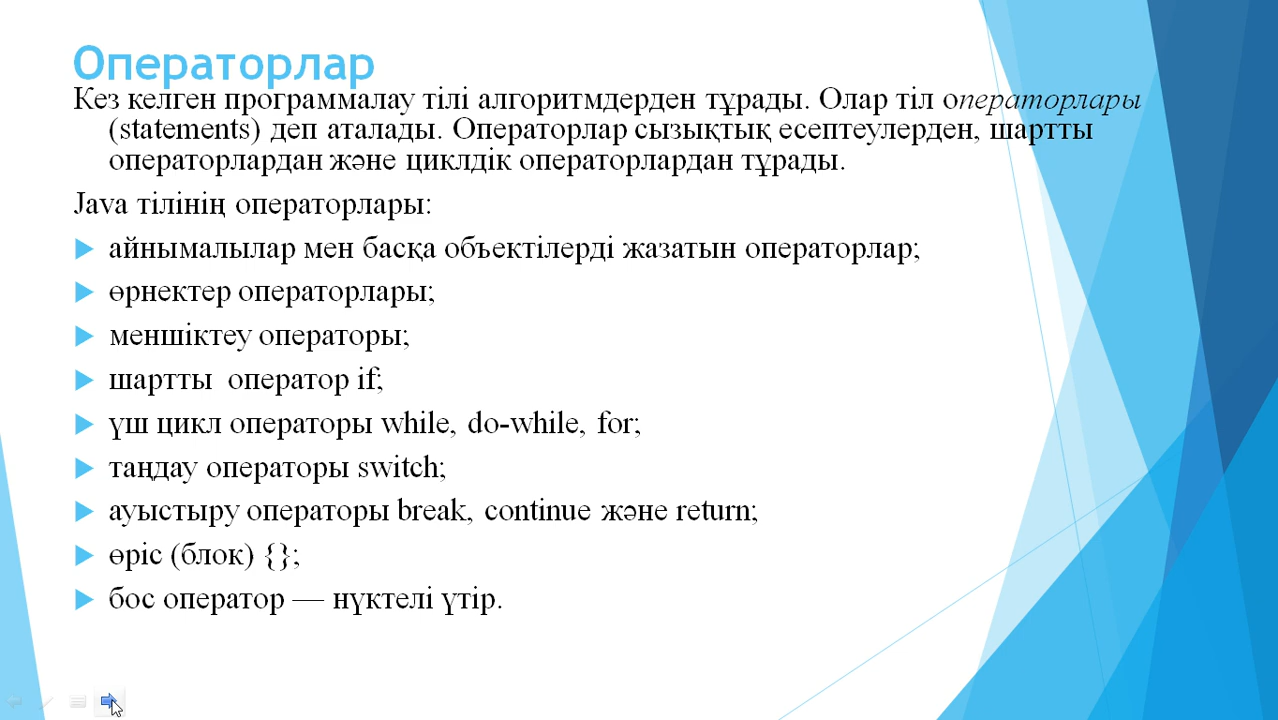 Операторлар
Кез келген программалау тілі алгоритмдерден тұрады. Олар тіл операторлары
(statements) деп аталады. Операторлар сызықтық есептеулерден, шартты
операторлардан және циклдік операторлардан тұрады.
Java тілінің операторлары:
айнымалылар мен басқа объектілерді жазатын операторлар;
өрнектер операторлары;
меншіктеу операторы;
шартты  оператор if;
үш цикл операторы while, do-while, for;
таңдау операторы switch;
ауыстыру операторы break, continue және return;
өріс (блок) {};
бос оператор — нүктелі үтір.